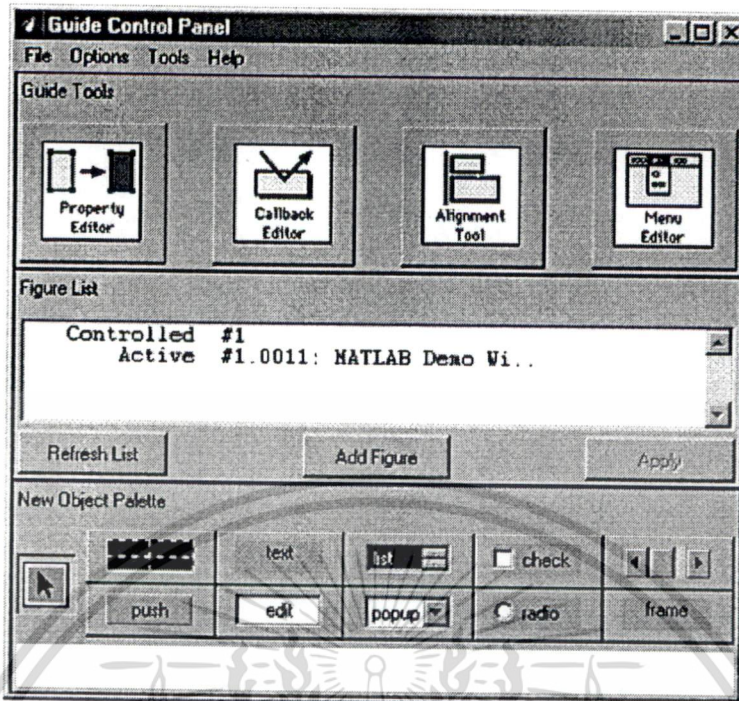 Guide Control Panel
File Options Tools Help
Guide Tools
Property Editor
Callback Editor
Alignment Tool
Menu Editor
Figure List
Controlled #1
Active #1.0011: MATLAB Demo Wi..
Refresh List Add Figure Apply
New Object Palette
text list check
push edit popup radio frame